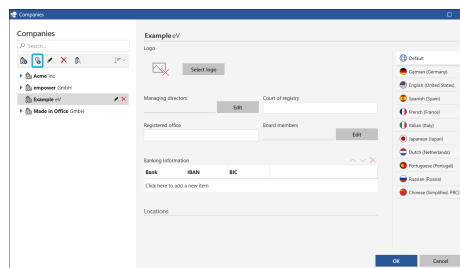 Companies
Companies
Search...
Acme Inc
empower GmbH
Example eV
Made in Office GmbH
Example eV
Logo
Select logo
Managing directors
Edit
Court of registry
Registered office
Board members
Edit
Banking Information
Bank IBAN BIC
Click here to add a new item
Locations
Default
German (Germany)
English (United States)
Spanish (Spain)
French (France)
Italian (Italy)
Japanese (Japan)
Dutch (Netherlands)
Portuguese (Portugal)
Russian (Russia)
Chinese (Simplified, PRC)
OK Cancel